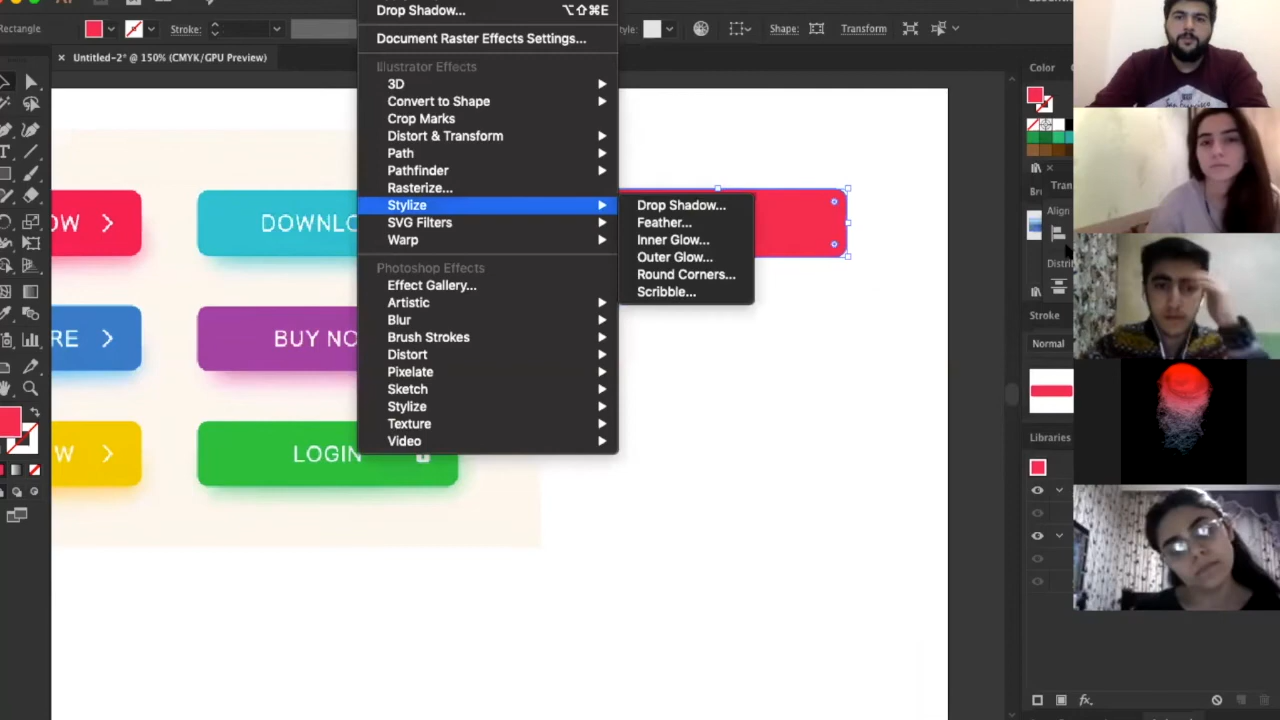 Drop Shadow... ⌥⇧⌘E
Rectangle
Stroke:
Document Raster Effects Settings...
Shape:
Transform
× Untitled-2* @ 150% (CMYK/GPU Preview)
Illustrator Effects
3D
Convert to Shape
Crop Marks
Distort & Transform
Path
Pathfinder
Rasterize...
Stylize
SVG Filters
Warp
Photoshop Effects
Effect Gallery...
Artistic
Blur
Brush Strokes
Distort
Pixelate
Sketch
Stylize
Texture
Video
Drop Shadow...
Feather...
Inner Glow...
Outer Glow...
Round Corners...
Scribble...
OW
DOWNLO
RE
BUY NO
W
LOGIN
Color
Align
Stroke
Normal
Libraries
fx